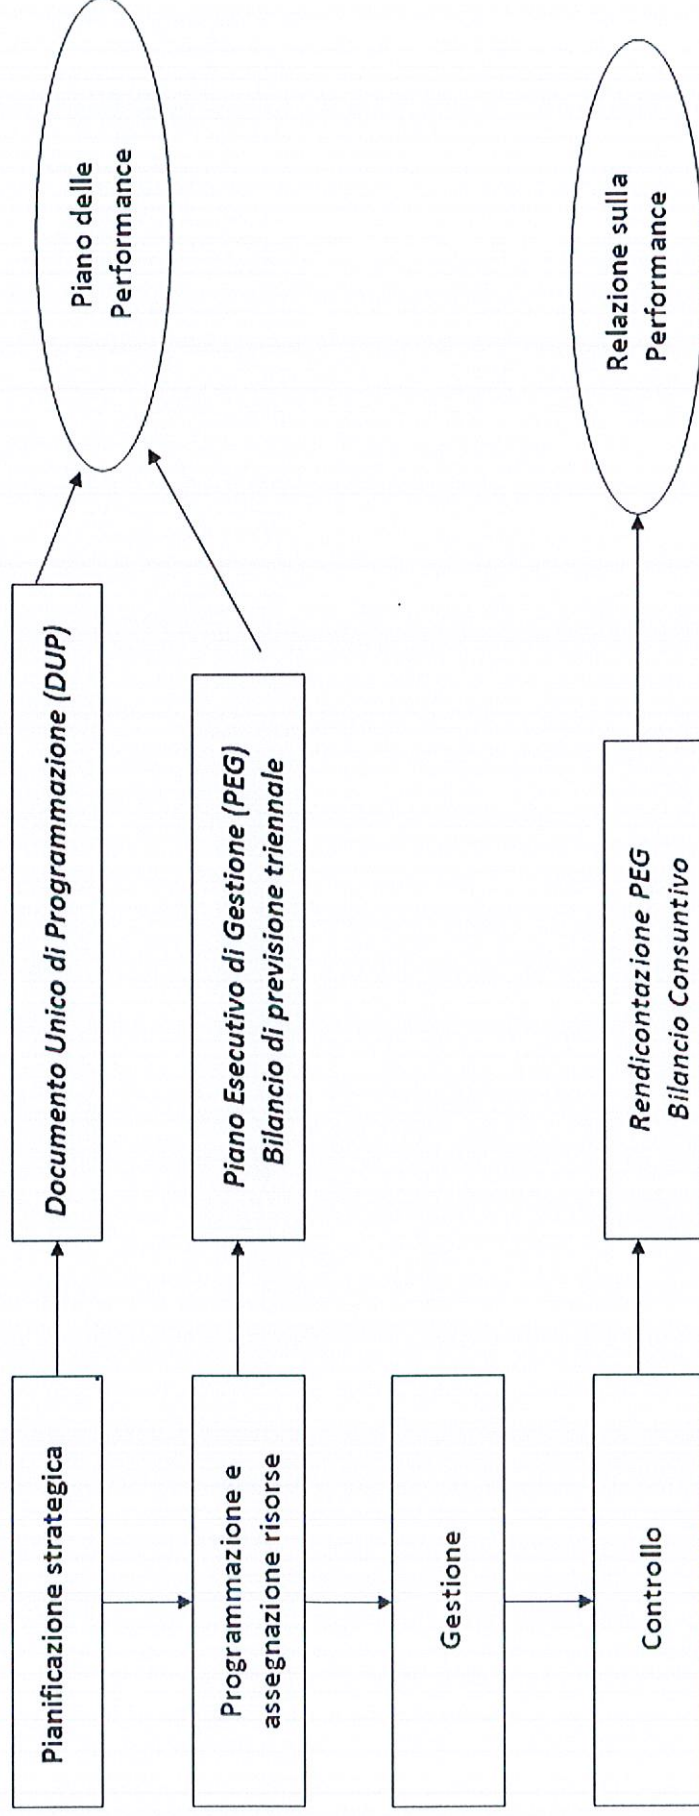 Pianificazione strategica
Documento Unico di Programmazione (DUP)
Piano delle
Performance
Programmazione e
assegnazione risorse
Piano Esecutivo di Gestione (PEG)
Bilancio di previsione triennale
Gestione
Controllo
Rendicontazione PEG
Bilancio Consuntivo
Relazione sulla
Performance